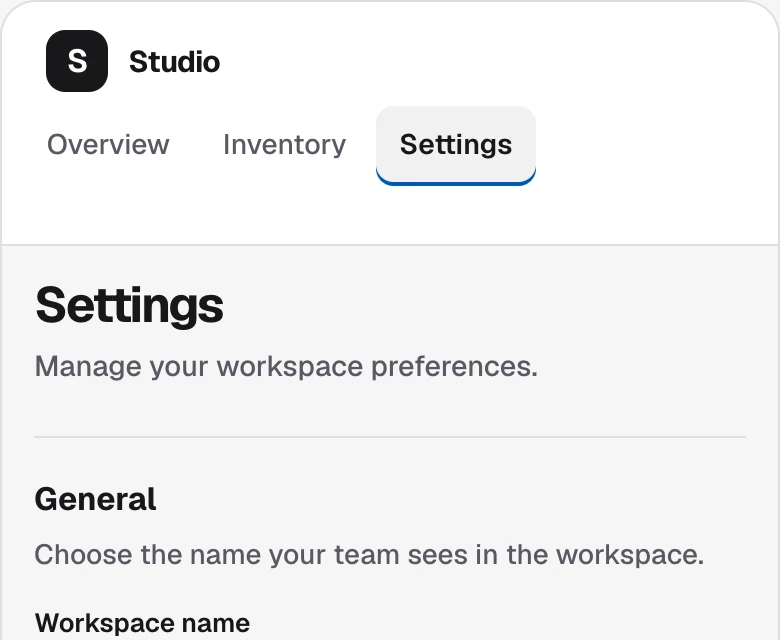 S Studio
Overview Inventory Settings
Settings
Manage your workspace preferences.
General
Choose the name your team sees in the workspace.
Workspace name